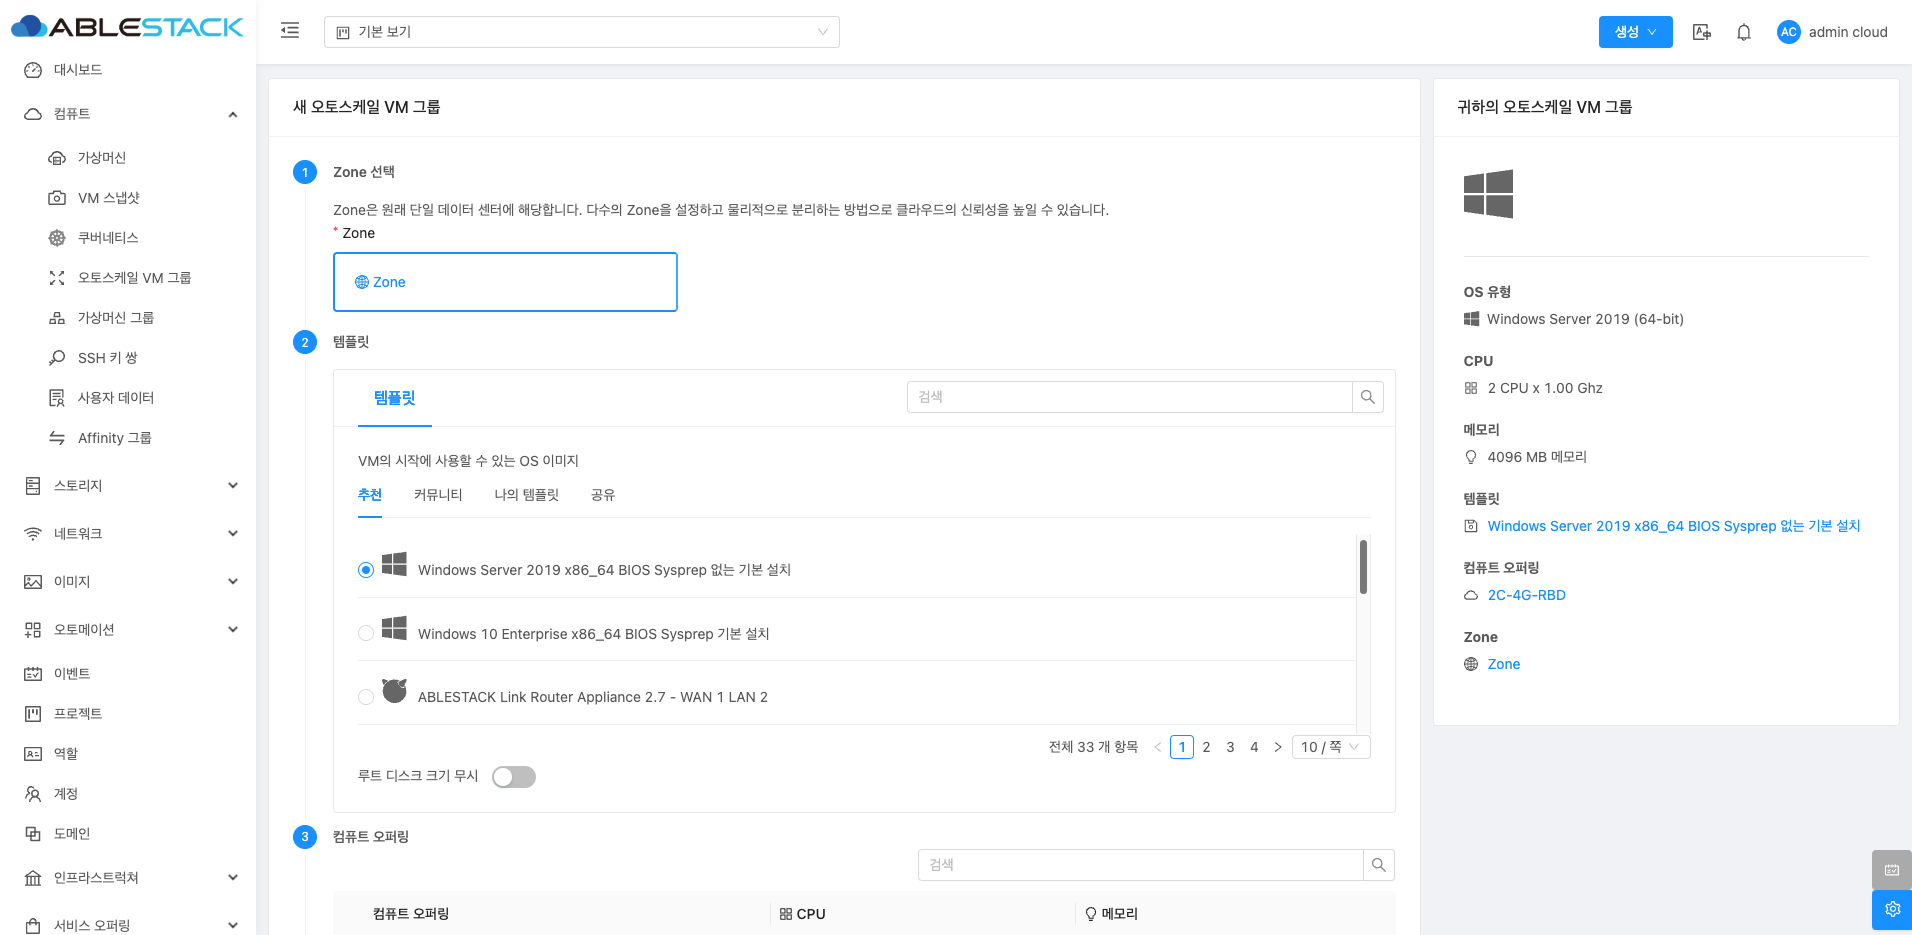 ABLESTACK
기본 보기
생성
AC
admin cloud
대시보드
컴퓨트
가상머신
VM 스냅샷
쿠버네티스
오토스케일 VM 그룹
가상머신 그룹
SSH 키 쌍
사용자 데이터
Affinity 그룹
스토리지
네트워크
이미지
오토메이션
이벤트
프로젝트
역할
계정
도메인
인프라스트럭쳐
서비스 오퍼링
새 오토스케일 VM 그룹
1
Zone 선택
Zone은 원래 단일 데이터 센터에 해당합니다. 다수의 Zone을 설정하고 물리적으로 분리하는 방법으로 클라우드의 신뢰성을 높일 수 있습니다.
* Zone
Zone
2
템플릿
템플릿
검색
VM의 시작에 사용할 수 있는 OS 이미지
추천 커뮤니티 나의 템플릿 공유
Windows Server 2019 x86_64 BIOS Sysprep 없는 기본 설치
Windows 10 Enterprise x86_64 BIOS Sysprep 기본 설치
ABLESTACK Link Router Appliance 2.7 - WAN 1 LAN 2
전체 33 개 항목 < 1 2 3 4 > 10 / 쪽
루트 디스크 크기 무시
3
컴퓨트 오퍼링
검색
컴퓨트 오퍼링 CPU 메모리
귀하의 오토스케일 VM 그룹
OS 유형
Windows Server 2019 (64-bit)
CPU
2 CPU x 1.00 Ghz
메모리
4096 MB 메모리
템플릿
Windows Server 2019 x86_64 BIOS Sysprep 없는 기본 설치
컴퓨트 오퍼링
2C-4G-RBD
Zone
Zone